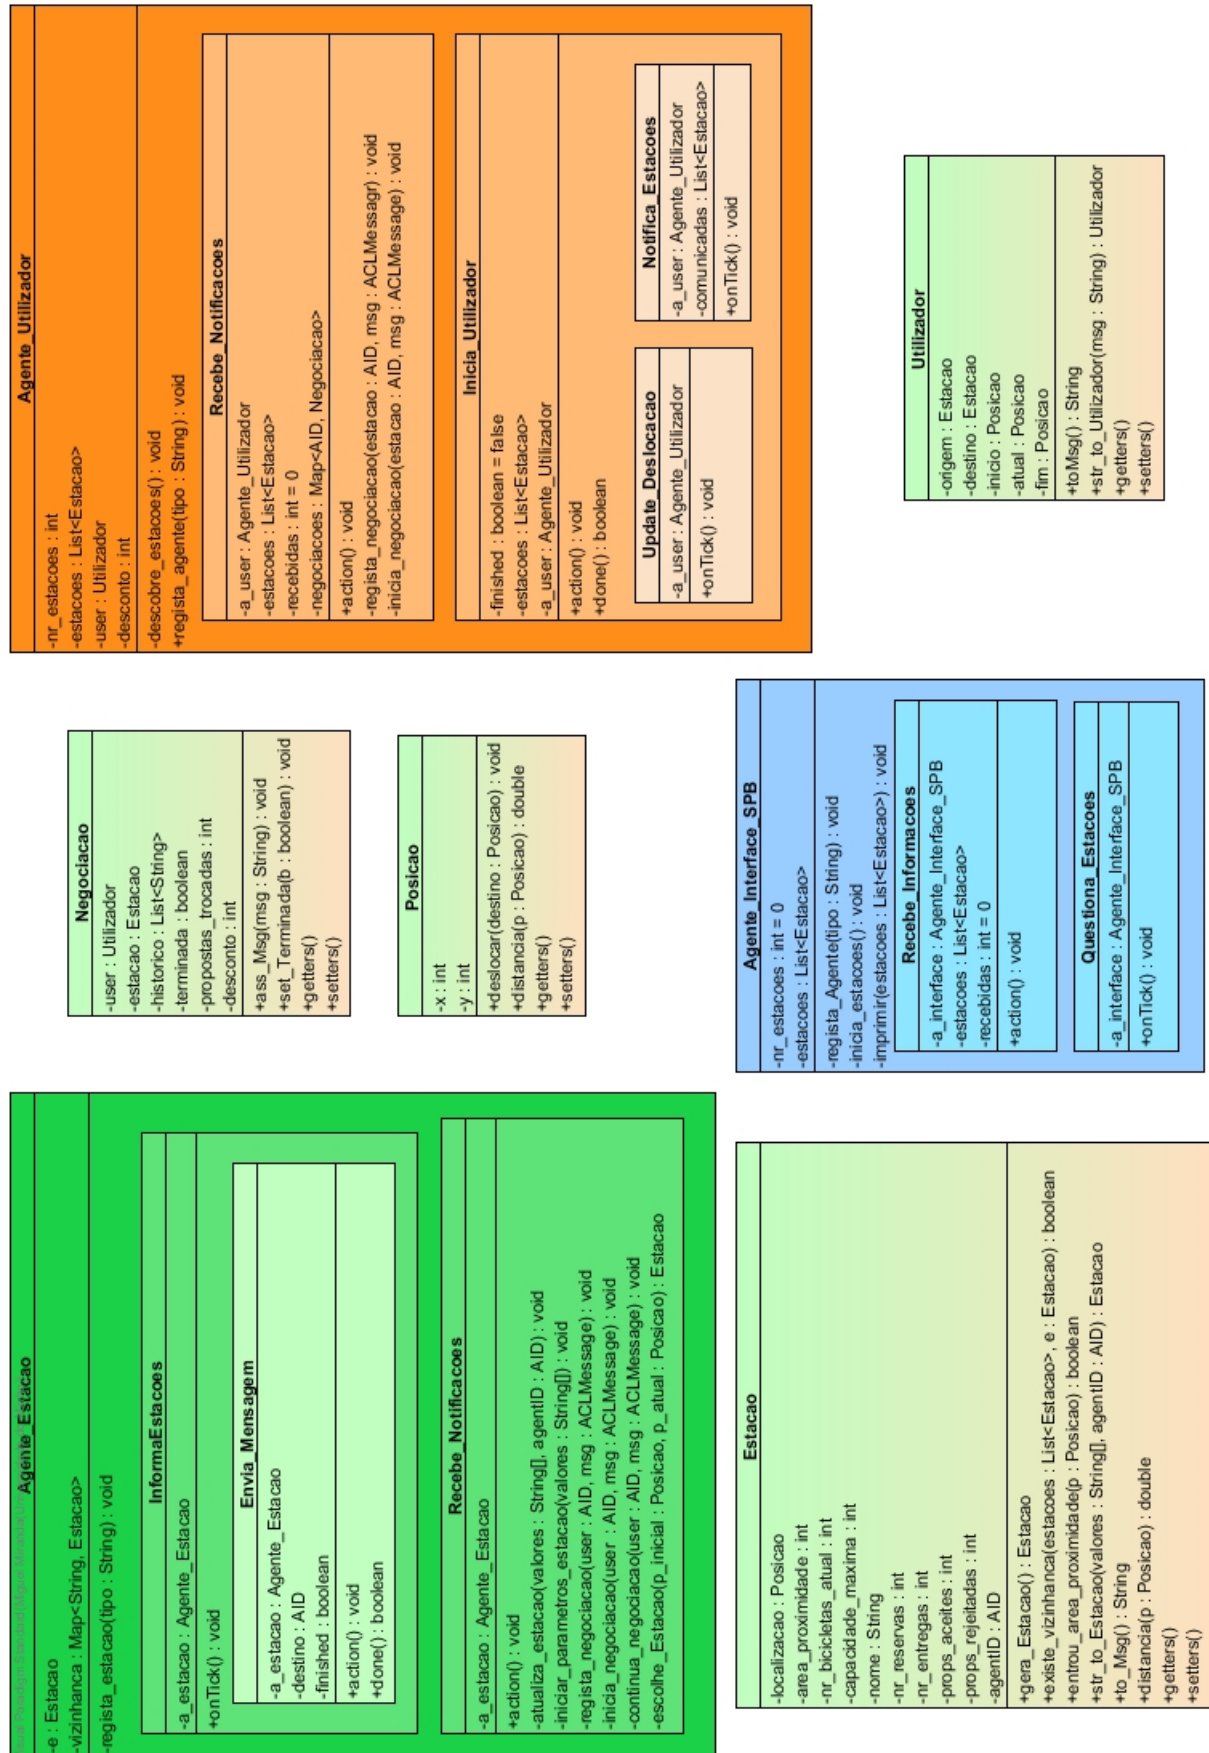 Agente_Estacao
-e : Estacao
-vizinhanca : Map<String, Estacao>
-regista_estacao(tipo : String) : void
InformaEstacoes
-a_estacao : Agente_Estacao
+onTick() : void
Envia_Mensagem
-a_estacao : Agente_Estacao
-destino : AID
-finished : boolean
+action() : void
+done() : boolean
Recebe_Notificacoes
-a_estacao : Agente_Estacao
+action() : void
-atualiza_estacao(valores : String[], agentID : AID) : void
-iniciar_parametros_estacao(valores : String[]) : void
-regista_negociacao(user : AID, msg : ACLMessage) : void
-inicia_negociacao(user : AID, msg : ACLMessage) : void
-continua_negociacao(user : AID, msg : ACLMessage) : void
-escolhe_Estacao(p_inicial : Posicao, p_atual : Posicao) : Estacao
Negociacao
-user : Utilizador
-estacao : Estacao
-historico : List<String>
-terminada : boolean
-propostas_trocadas : int
-desconto : int
+ass_Msg(msg : String) : void
+set_Terminada(b : boolean) : void
+getters()
+setters()
Posicao
-x : int
-y : int
+deslocar(destino : Posicao) : void
+distancia(p : Posicao) : double
+getters()
+setters()
Agente_Utilizador
-nr_estacoes : int
-estacoes : List<Estacao>
-user : Utilizador
-desconto : int
-descobre_estacoes() : void
+regista_agente(tipo : String) : void
Recebe_Notificacoes
-a_user : Agente_Utilizador
-estacoes : List<Estacao>
-recebidas : int = 0
-negociacoes : Map<AID, Negociacao>
+action() : void
-regista_negociacao(estacao : AID, msg : ACLMessagr) : void
-inicia_negociacao(estacao : AID, msg : ACLMessage) : void
Inicia_Utilizador
-finished : boolean = false
-estacoes : List<Estacao>
-a_user : Agente_Utilizador
+action() : void
+done() : boolean
Update_Deslocacao
-a_user : Agente_Utilizador
+onTick() : void
Notifica_Estacoes
-a_user : Agente_Utilizador
-comunicadas : List<Estacao>
+onTick() : void
Estacao
-localizacao : Posicao
-area_proximidade : int
-nr_bicicletas_atual : int
-capacidade_maxima : int
-nome : String
-nr_reservas : int
-nr_entregas : int
-props_aceites : int
-props_rejeitadas : int
-agentID : AID
+gera_Estacao() : Estacao
+existe_vizinhanca(estacoes : List<Estacao>, e : Estacao) : boolean
+entrou_area_proximidade(p : Posicao) : boolean
+str_to_Estacao(valores : String[], agentID : AID) : Estacao
+to_Msg() : String
+distancia(p : Posicao) : double
+getters()
+setters()
Agente_Interface_SPB
-nr_estacoes : int = 0
-estacoes : List<Estacao>
-regista_Agente(tipo : String) : void
-inicia_estacoes() : void
-imprimir(estacoes : List<Estacao>) : void
Recebe_Informacoes
-a_interface : Agente_Interface_SPB
-estacoes : List<Estacao>
-recebidas : int = 0
+action() : void
Questiona_Estacoes
-a_interface : Agente_Interface_SPB
+onTick() : void
Utilizador
-origem : Estacao
-destino : Estacao
-inicio : Posicao
-atual : Posicao
-fim : Posicao
+toMsg() : String
+str_to_Utilizador(msg : String) : Utilizador
+getters()
+setters()